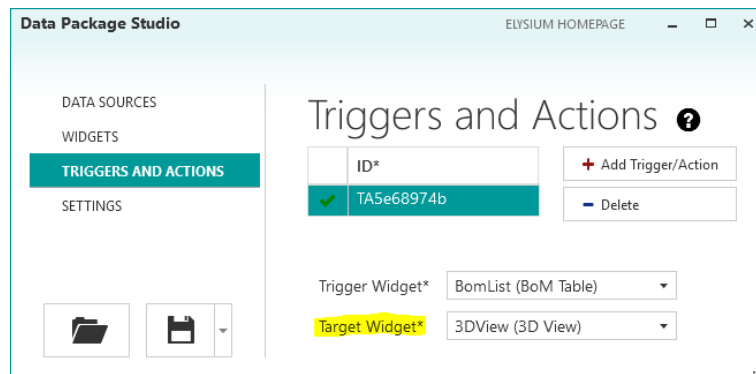 Data Package Studio
ELYSIUM HOMEPAGE
DATA SOURCES
WIDGETS
TRIGGERS AND ACTIONS
SETTINGS
Triggers and Actions ?
ID*
TA5e68974b
+ Add Trigger/Action
− Delete
Trigger Widget* BomList (BoM Table)
Target Widget* 3DView (3D View)